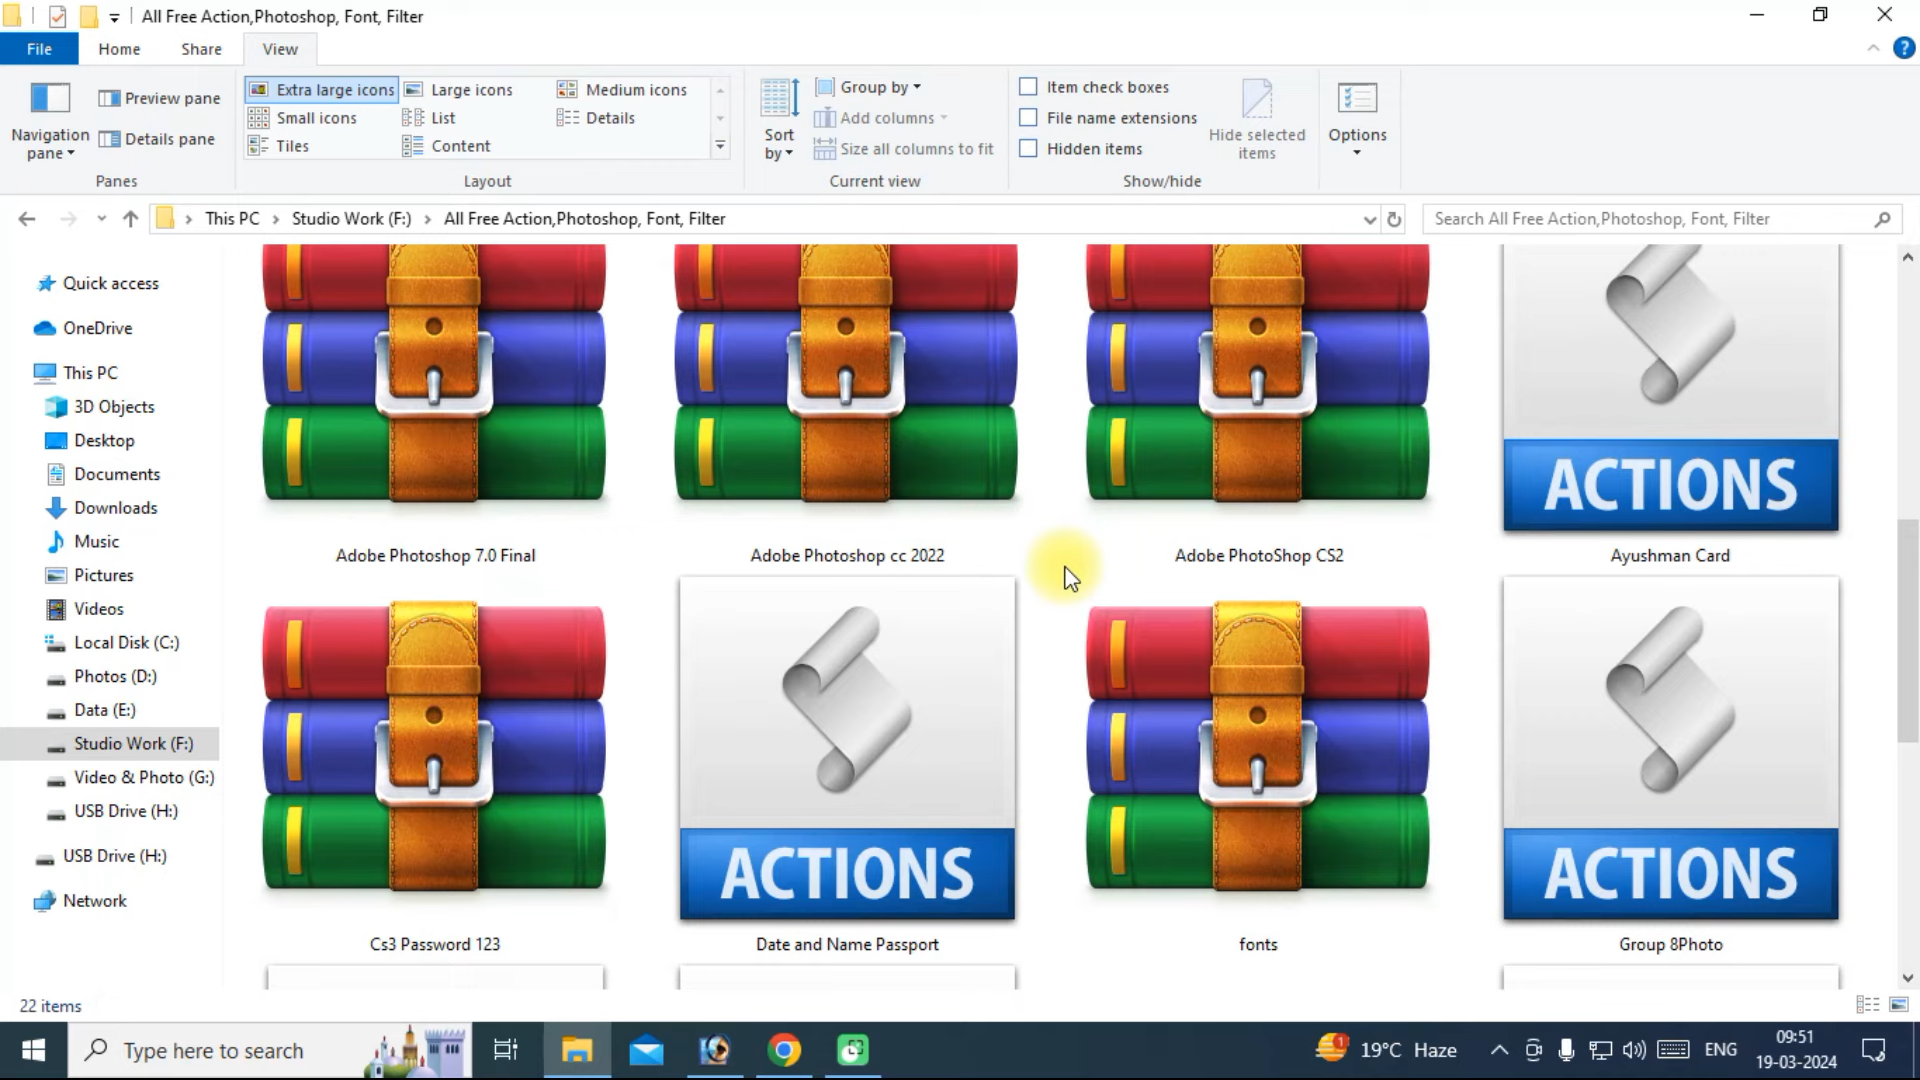 All Free Action,Photoshop, Font, Filter
File Home Share View
Navigation pane
Preview pane
Details pane
Panes
Extra large icons Large icons Medium icons
Small icons List Details
Tiles Content
Layout
Sort by
Group by
Add columns
Size all columns to fit
Current view
Item check boxes
File name extensions
Hidden items
Hide selected items
Show/hide
Options
This PC Studio Work (F:) All Free Action,Photoshop, Font, Filter
Search All Free Action,Photoshop, Font, Filter
Quick access
OneDrive
This PC
3D Objects
Desktop
Documents
Downloads
Music
Pictures
Videos
Local Disk (C:)
Photos (D:)
Data (E:)
Studio Work (F:)
Video & Photo (G:)
USB Drive (H:)
USB Drive (H:)
Network
ACTIONS
Adobe Photoshop 7.0 Final Adobe Photoshop cc 2022 Adobe PhotoShop CS2 Ayushman Card
ACTIONS ACTIONS
Cs3 Password 123 Date and Name Passport fonts Group 8Photo
22 items
Type here to search
1
19°C Haze
ENG
09:51
19-03-2024